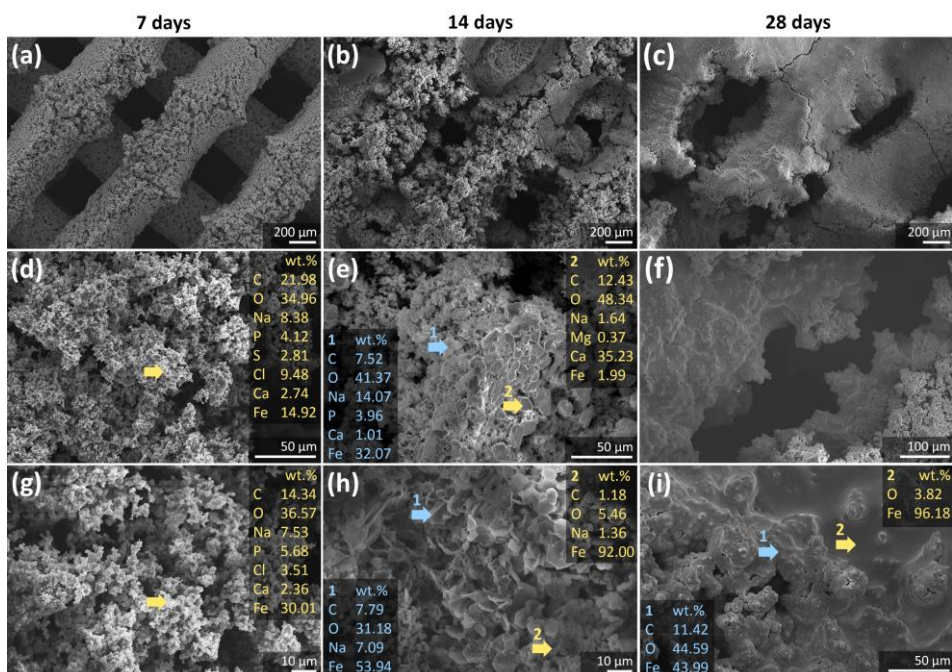 7 days
14 days
28 days
(a)
200 µm
(b)
200 µm
(c)
200 µm
(d)
wt.%
C 21.98
O 34.96
Na 8.38
P 4.12
S 2.81
Cl 9.48
Ca 2.74
Fe 14.92
50 µm
(e)
1
1 wt.%
C 7.52
O 41.37
Na 14.07
P 3.96
Ca 1.01
Fe 32.07
2
2 wt.%
C 12.43
O 48.34
Na 1.64
Mg 0.37
Ca 35.23
Fe 1.99
50 µm
(f)
100 µm
(g)
wt.%
C 14.34
O 36.57
Na 7.53
P 5.68
Cl 3.51
Ca 2.36
Fe 30.01
10 µm
(h)
1
1 wt.%
C 7.79
O 31.18
Na 7.09
Fe 53.94
2
2 wt.%
C 1.18
O 5.46
Na 1.36
Fe 92.00
10 µm
(i)
1
1 wt.%
C 11.42
O 44.59
Fe 43.99
2
2 wt.%
O 3.82
Fe 96.18
50 µm